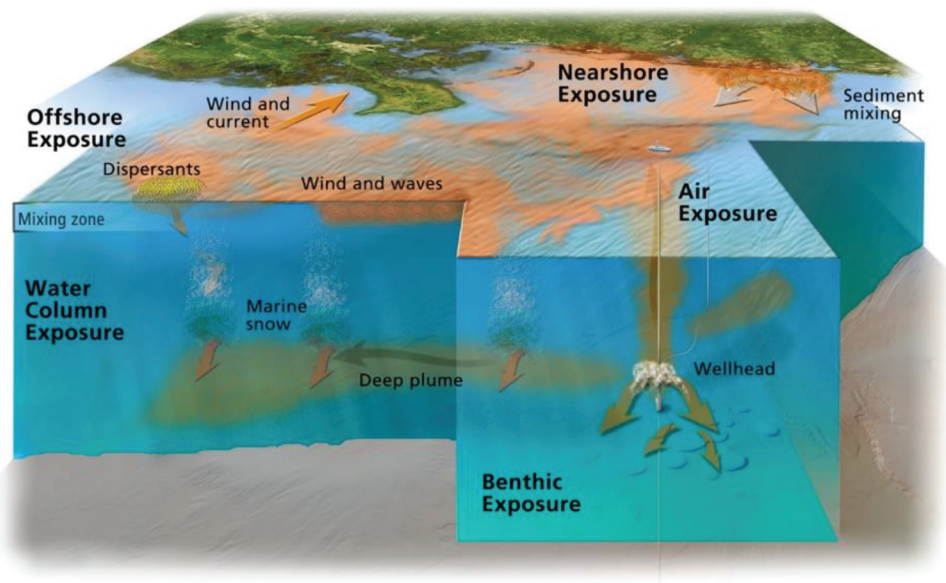 Nearshore
Exposure
Sediment
mixing
Wind and
current
Offshore
Exposure
Dispersants
Wind and waves
Air
Exposure
Mixing zone
Water
Column
Exposure
Marine
snow
Deep plume
Wellhead
Benthic
Exposure